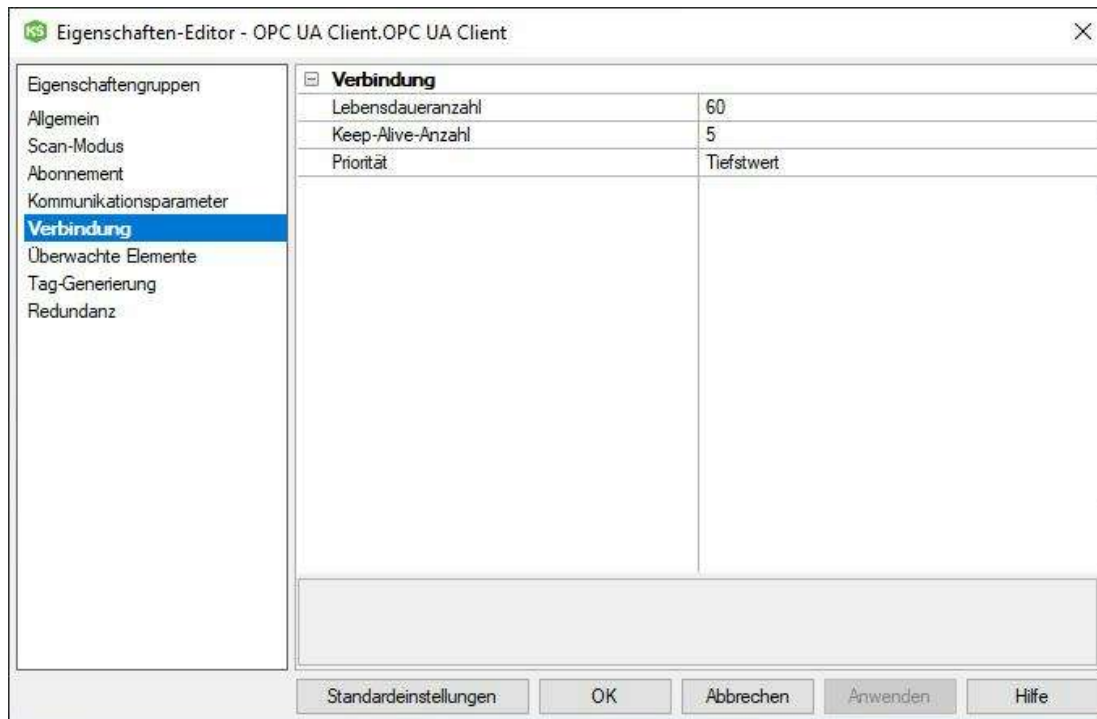 KS Eigenschaften-Editor - OPC UA Client.OPC UA Client
Eigenschaftengruppen
Allgemein
Scan-Modus
Abonnement
Kommunikationsparameter
Verbindung
Überwachte Elemente
Tag-Generierung
Redundanz
Verbindung
Lebensdaueranzahl 60
Keep-Alive-Anzahl 5
Priorität Tiefstwert
Standardeinstellungen OK Abbrechen Anwenden Hilfe